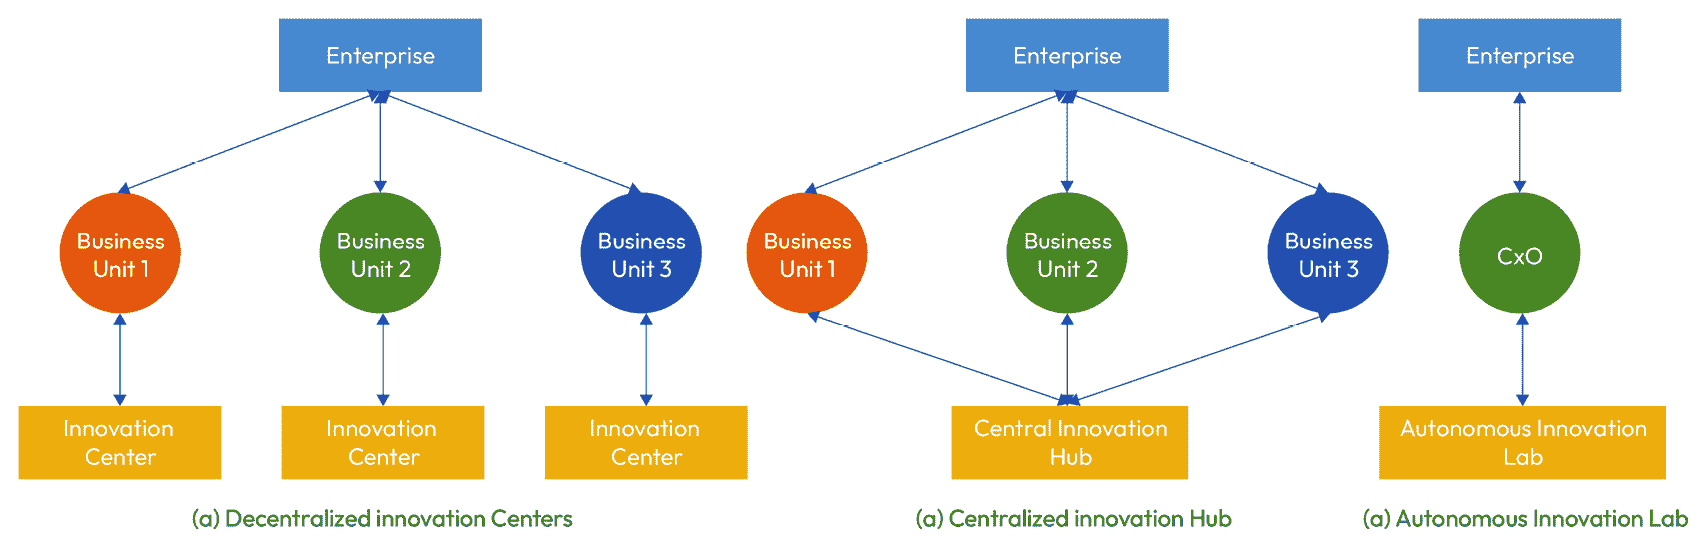 Enterprise
Business
Unit 1
Business
Unit 2
Business
Unit 3
Innovation
Center
Innovation
Center
Innovation
Center
(a) Decentralized innovation Centers
Enterprise
Business
Unit 1
Business
Unit 2
Business
Unit 3
Central Innovation
Hub
(a) Centralized innovation Hub
Enterprise
CxO
Autonomous Innovation
Lab
(a) Autonomous Innovation Lab